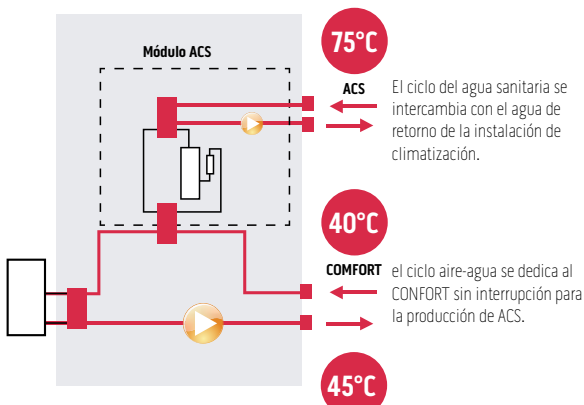 75°C
Módulo ACS
ACS
El ciclo del agua sanitaria se
intercambia con el agua de
retorno de la instalación de
climatización.
40°C
COMFORT
el ciclo aire-agua se dedica al
CONFORT sin interrupción para
la producción de ACS.
45°C